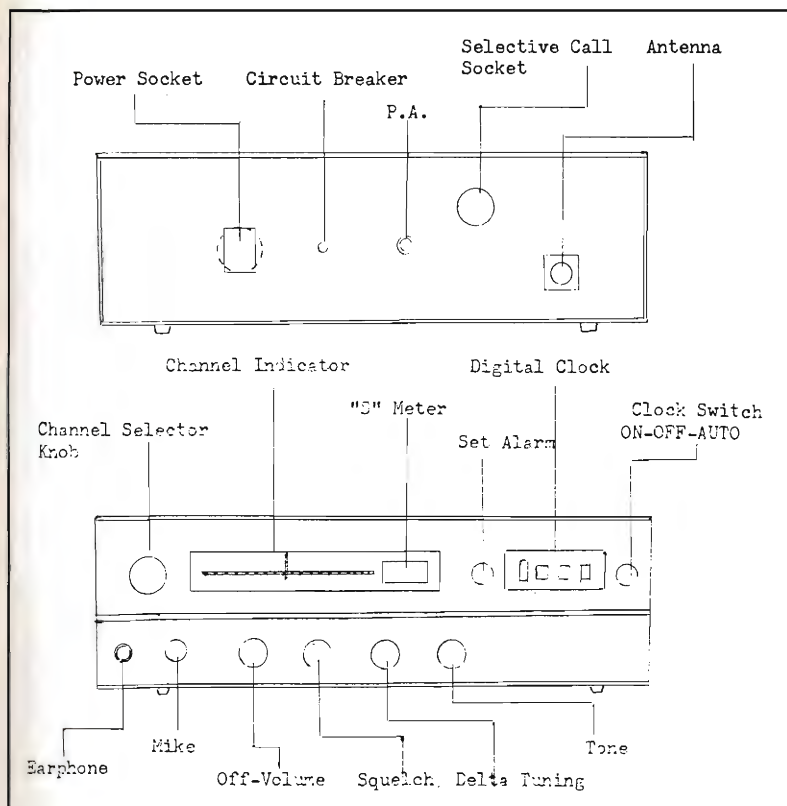 Selective Call
Socket
Antenna
Power Socket
Circuit Breaker
P.A.
Channel Indicator
Digital Clock
"S" Meter
Clock Switch
ON-OFF-AUTO
Channel Selector
Knob
Set Alarm
Earphone
Mike
Off-Volume
Squelch,
Delta Tuning
Tone